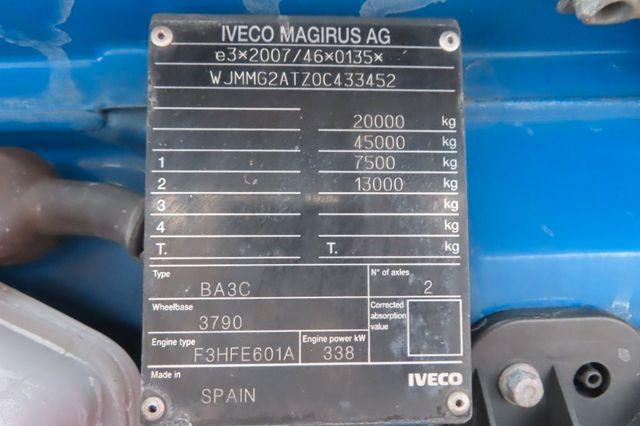 IVECO MAGIRUS AG
e3*2007/46*0135*
WJMMG2ATZ0C433452
20000 kg
45000 kg
1 7500 kg
2 13000 kg
3 kg
4 kg
T. T. kg
Type N° of axles
BA3C 2
Wheelbase Corrected absorption value
3790
Engine type Engine power kW
F3HFE601A 338
Made in IVECO
SPAIN